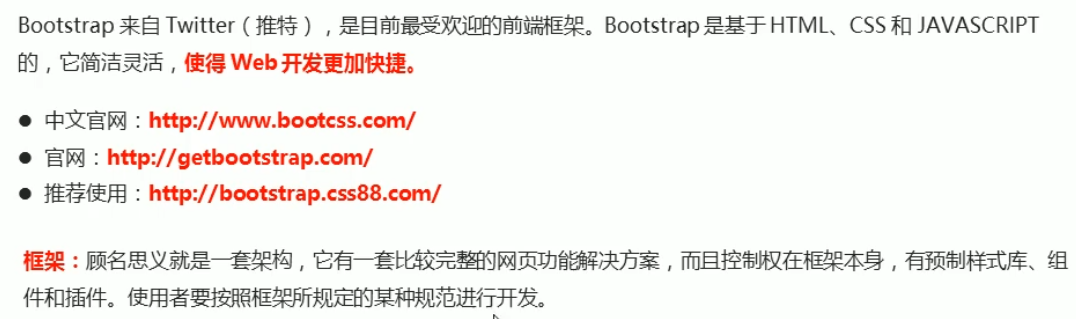 Bootstrap 来自 Twitter（推特），是目前最受欢迎的前端框架。Bootstrap 是基于 HTML、CSS 和 JAVASCRIPT
的，它简洁灵活，使得 Web 开发更加快捷。
● 中文官网：http://www.bootcss.com/
● 官网：http://getbootstrap.com/
● 推荐使用：http://bootstrap.css88.com/
框架：顾名思义就是一套架构，它有一套比较完整的网页功能解决方案，而且控制权在框架本身，有预制样式库、组
件和插件。使用者要按照框架所规定的某种规范进行开发。